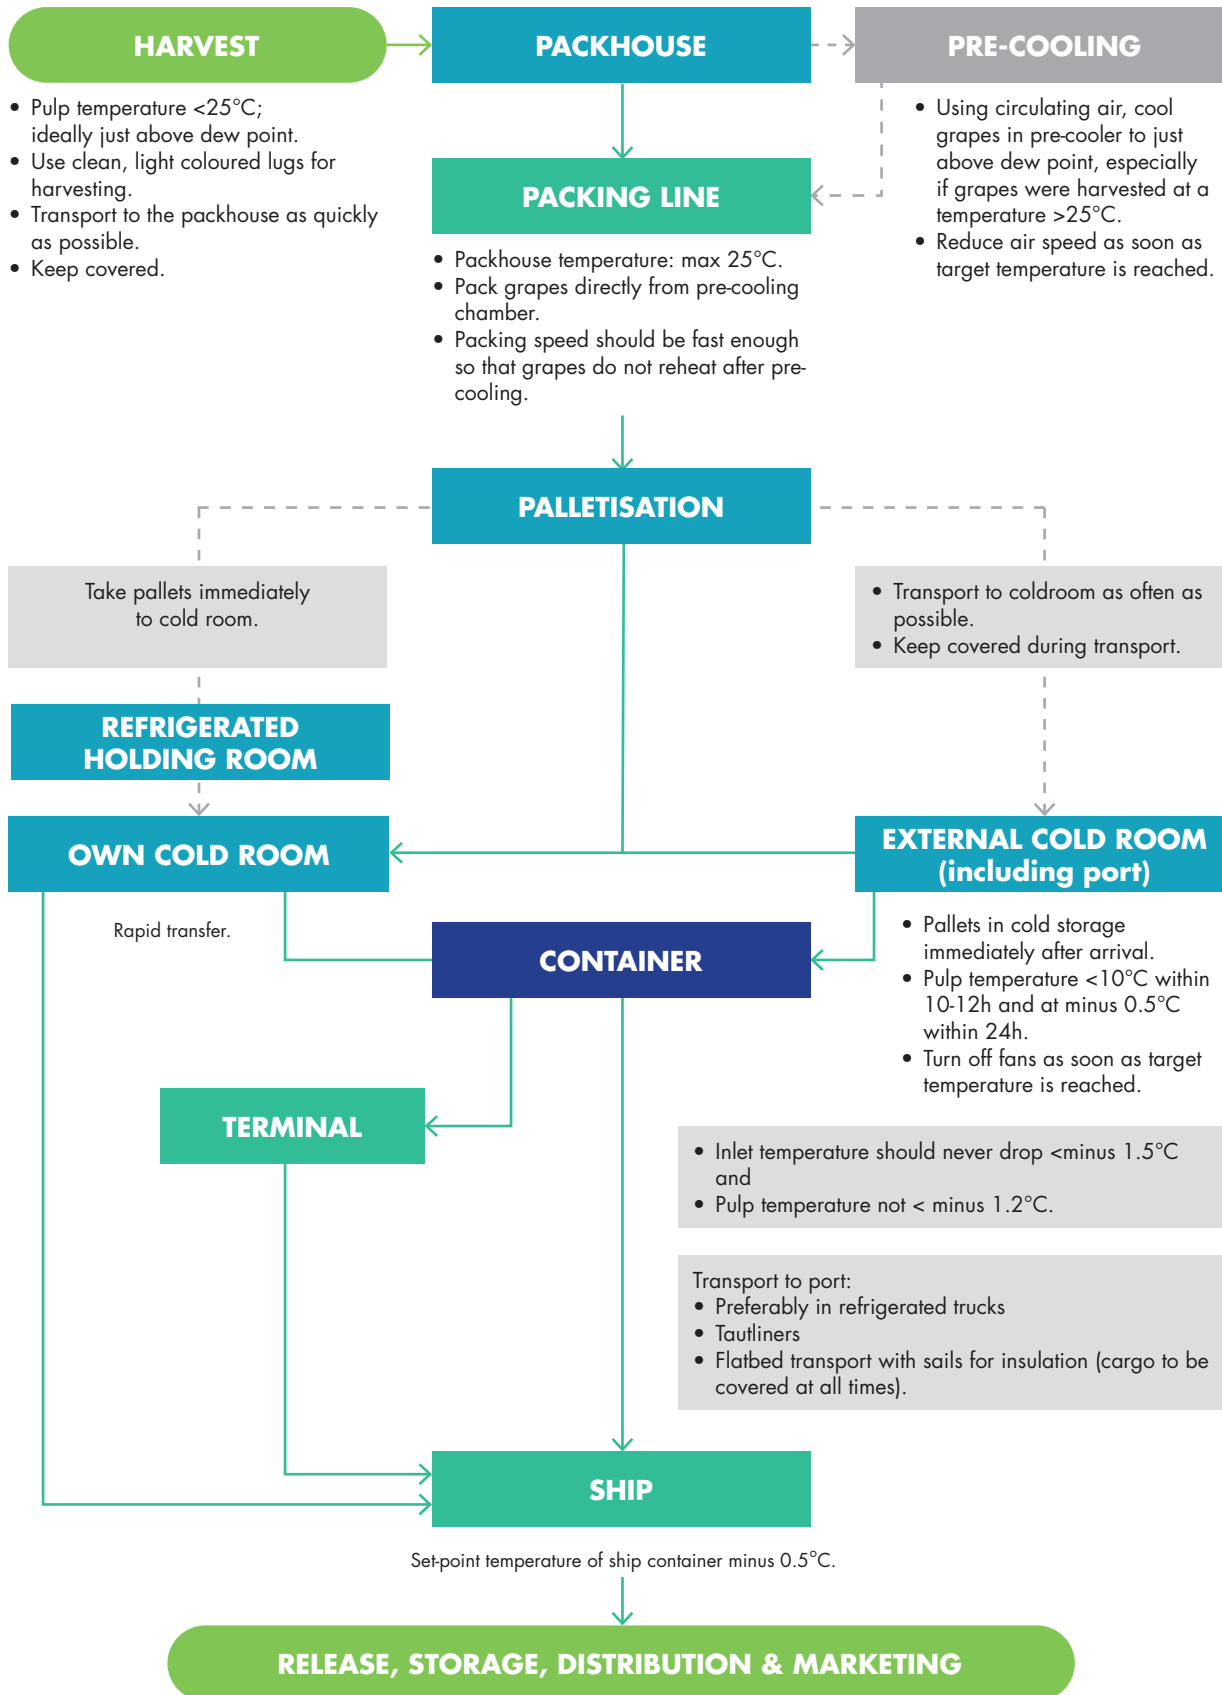 HARVEST
PACKHOUSE
PRE-COOLING
• Pulp temperature <25°C;
ideally just above dew point.
• Use clean, light coloured lugs for
harvesting.
• Transport to the packhouse as quickly
as possible.
• Keep covered.
• Using circulating air, cool
grapes in pre-cooler to just
above dew point, especially
if grapes were harvested at a
temperature >25°C.
• Reduce air speed as soon as
target temperature is reached.
PACKING LINE
• Packhouse temperature: max 25°C.
• Pack grapes directly from pre-cooling
chamber.
• Packing speed should be fast enough
so that grapes do not reheat after pre-
cooling.
PALLETISATION
Take pallets immediately
to cold room.
• Transport to coldroom as often as
possible.
• Keep covered during transport.
REFRIGERATED
HOLDING ROOM
OWN COLD ROOM
EXTERNAL COLD ROOM
(including port)
Rapid transfer.
CONTAINER
• Pallets in cold storage
immediately after arrival.
• Pulp temperature <10°C within
10-12h and at minus 0.5°C
within 24h.
• Turn off fans as soon as target
temperature is reached.
TERMINAL
• Inlet temperature should never drop <minus 1.5°C
and
• Pulp temperature not < minus 1.2°C.
Transport to port:
• Preferably in refrigerated trucks
• Tautliners
• Flatbed transport with sails for insulation (cargo to be
covered at all times).
SHIP
Set-point temperature of ship container minus 0.5°C.
RELEASE, STORAGE, DISTRIBUTION & MARKETING